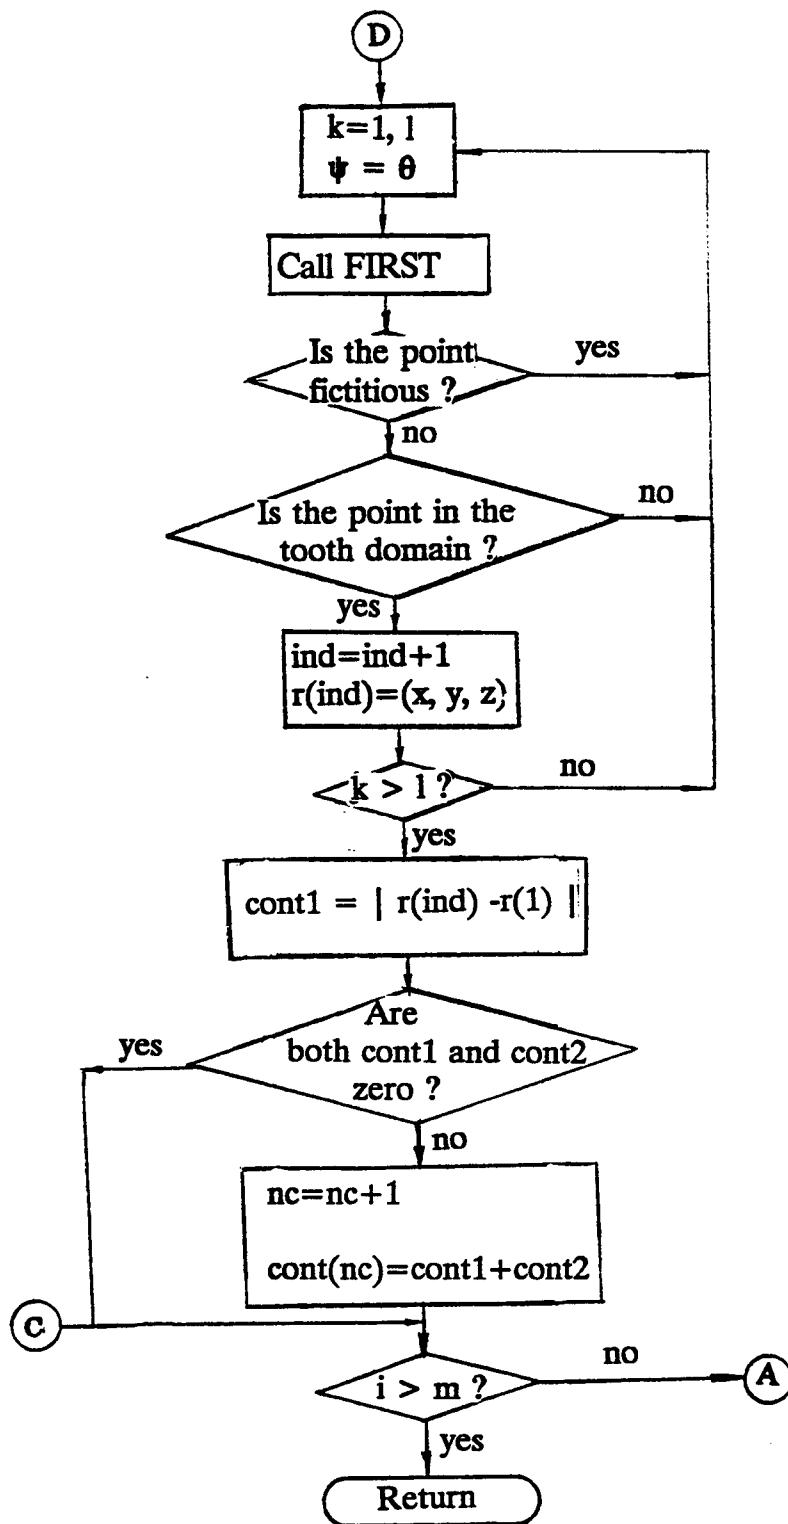 D
k=1, l
ψ = θ
Call FIRST
Is the point
fictitious ?
yes
no
Is the point in the
tooth domain ?
no
yes
ind=ind+1
r(ind)=(x, y, z)
k > l ?
no
yes
cont1 = | r(ind) -r(1) |
Are
both cont1 and cont2
zero ?
yes
no
nc=nc+1
cont(nc)=cont1+cont2
C
i > m ?
no
A
yes
Return